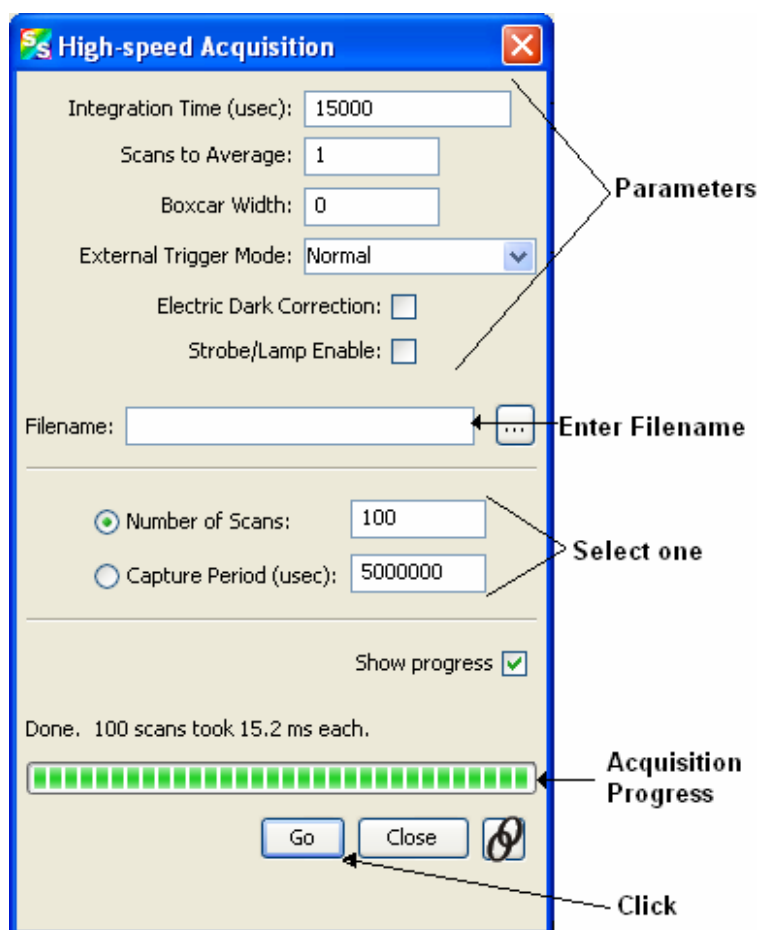 High-speed Acquisition
Integration Time (usec): 15000
Scans to Average: 1
Parameters
Boxcar Width: 0
External Trigger Mode: Normal
Electric Dark Correction:
Strobe/Lamp Enable:
Filename: ... Enter Filename
Number of Scans: 100
Select one
Capture Period (usec): 5000000
Show progress
Done. 100 scans took 15.2 ms each.
Acquisition
Progress
Go Close
Click